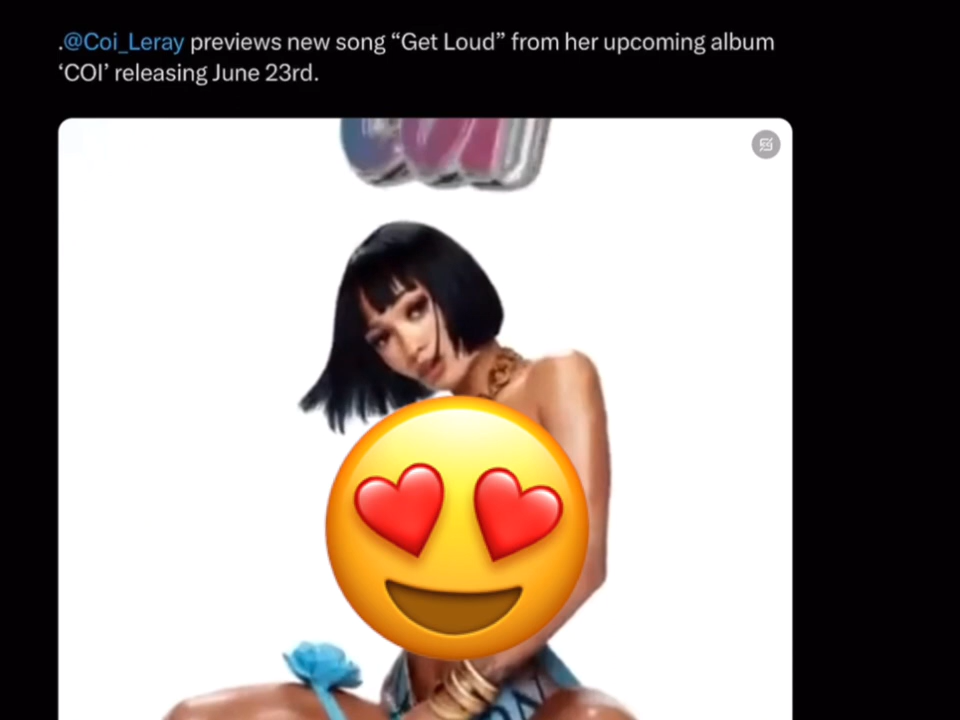 .@Coi_Leray previews new song “Get Loud” from her upcoming album
‘COI’ releasing June 23rd.